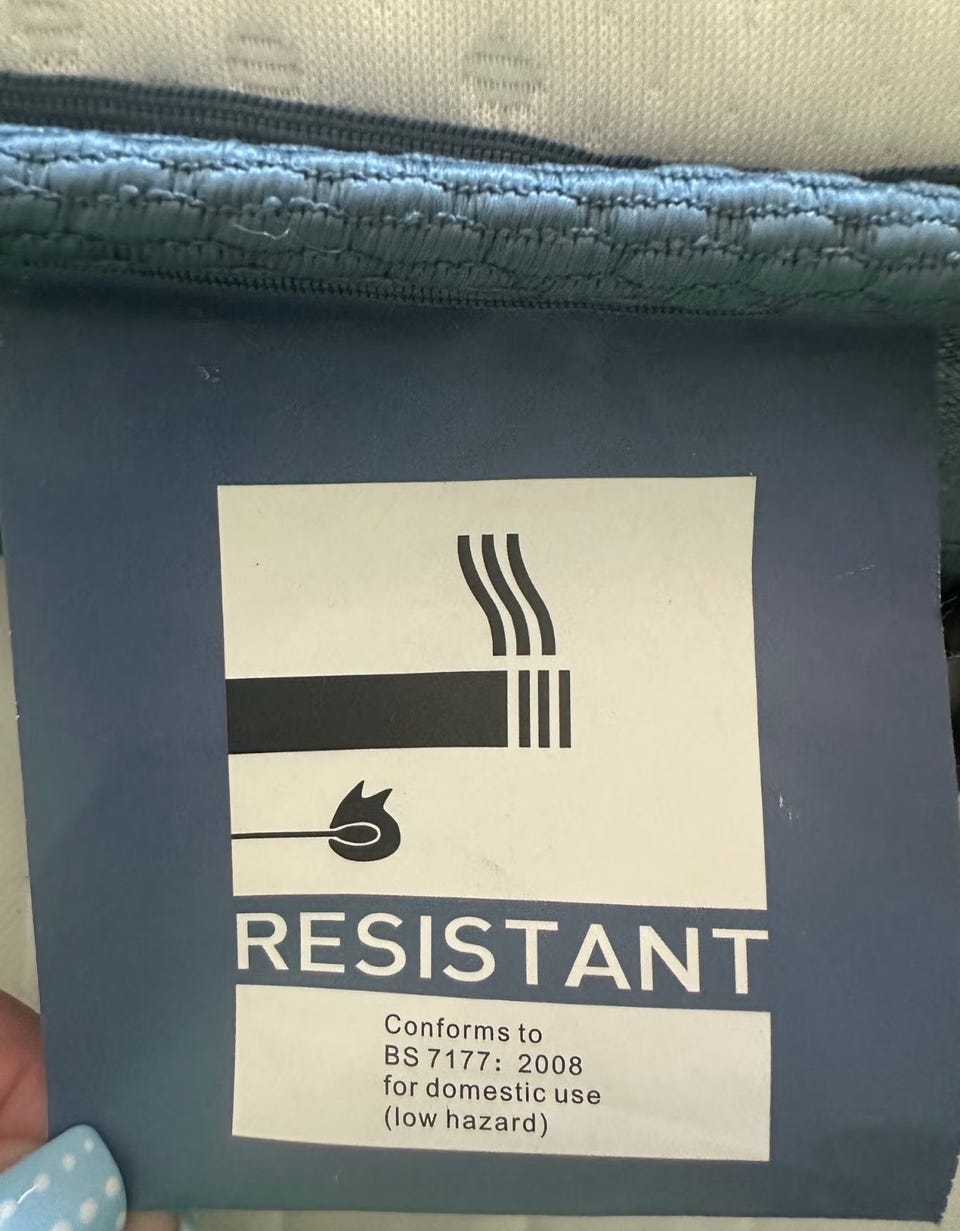 RESISTANT
Conforms to
BS 7177: 2008
for domestic use
(low hazard)